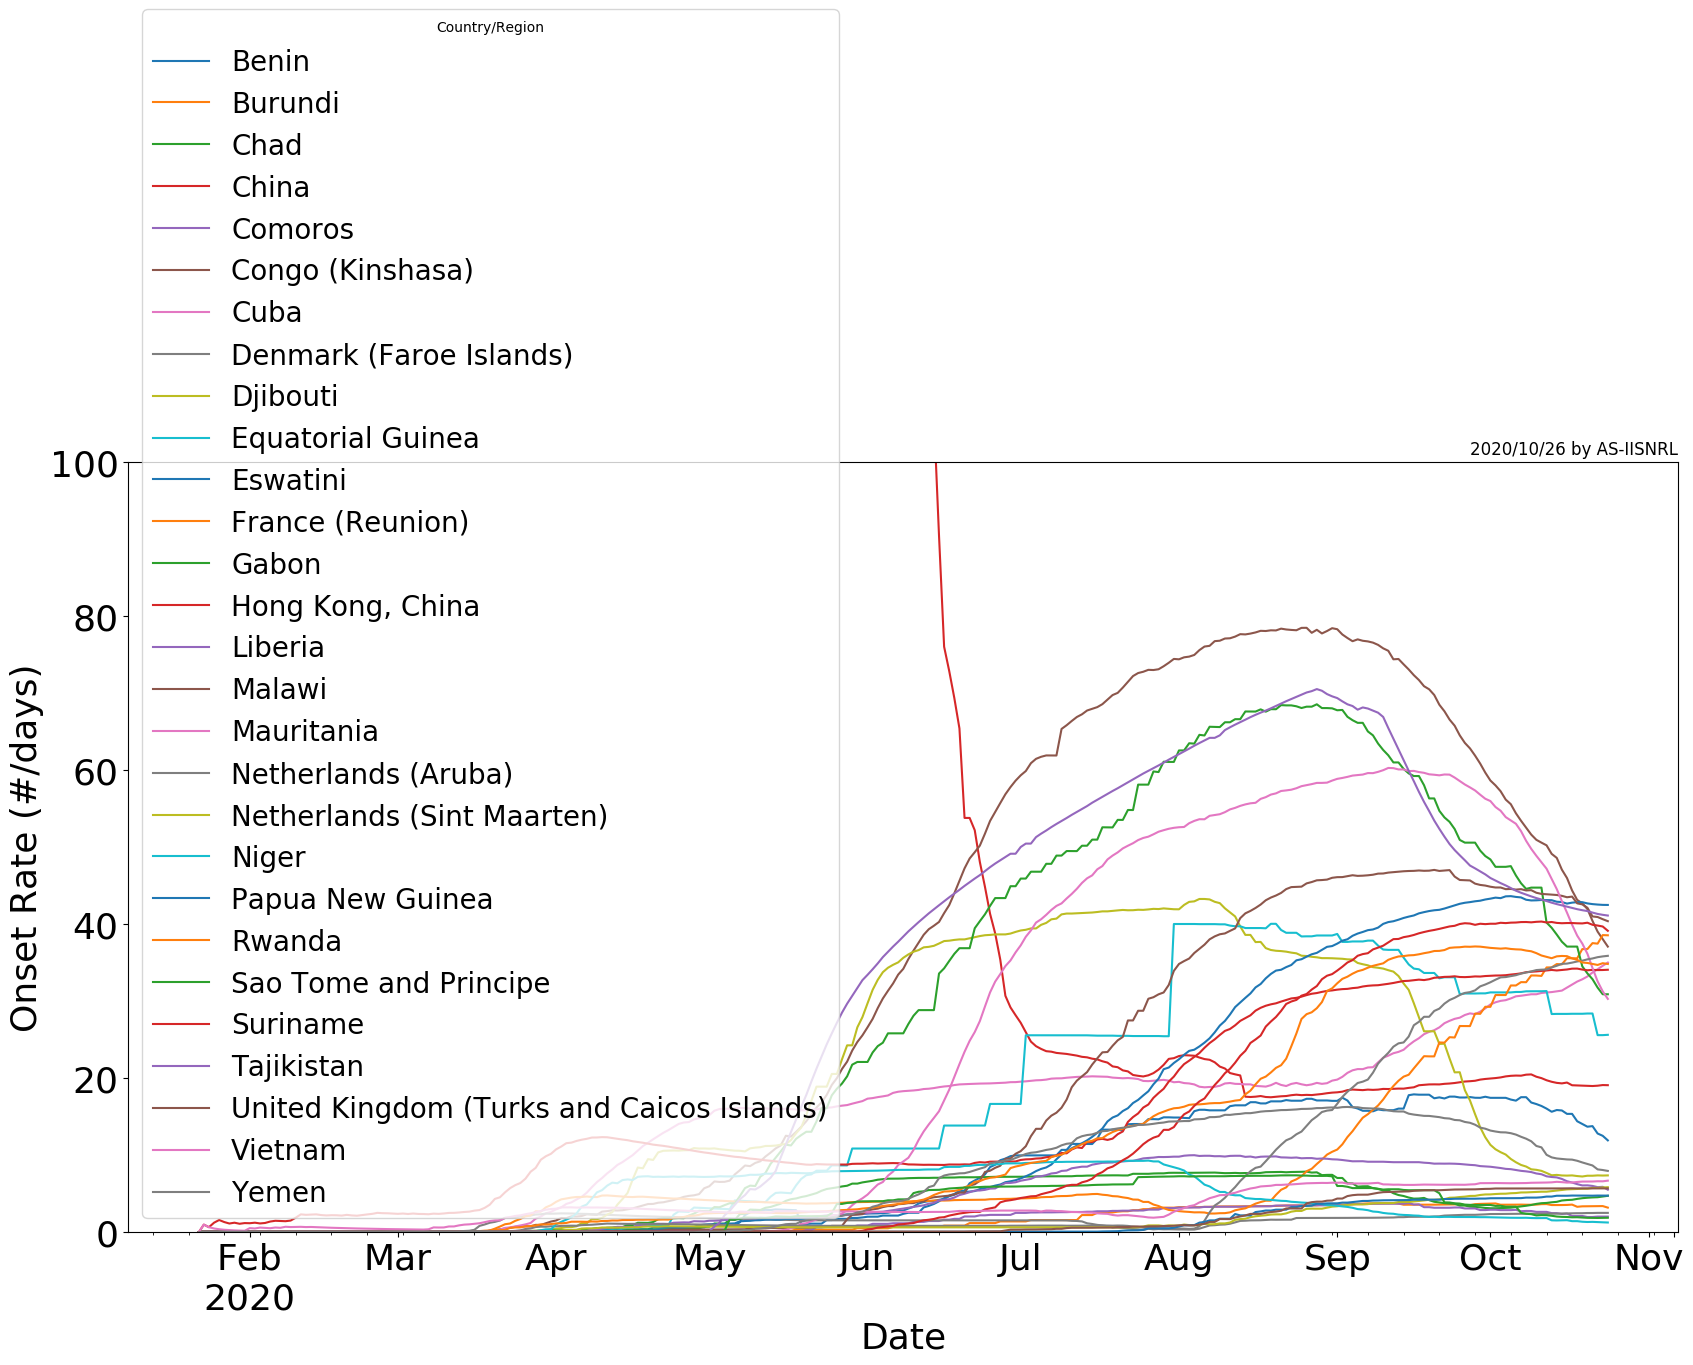 Country/Region
Benin
Burundi
Chad
China
Comoros
Congo (Kinshasa)
Cuba
Denmark (Faroe Islands)
Djibouti
Equatorial Guinea
Eswatini
France (Reunion)
Gabon
Hong Kong, China
Liberia
Malawi
Mauritania
Netherlands (Aruba)
Netherlands (Sint Maarten)
Niger
Papua New Guinea
Rwanda
Sao Tome and Principe
Suriname
Tajikistan
United Kingdom (Turks and Caicos Islands)
Vietnam
Yemen
2020/10/26 by AS-IISNRL
100
80
60
40
20
0
Onset Rate (#/days)
Feb Mar Apr May Jun Jul Aug Sep Oct Nov
2020
Date